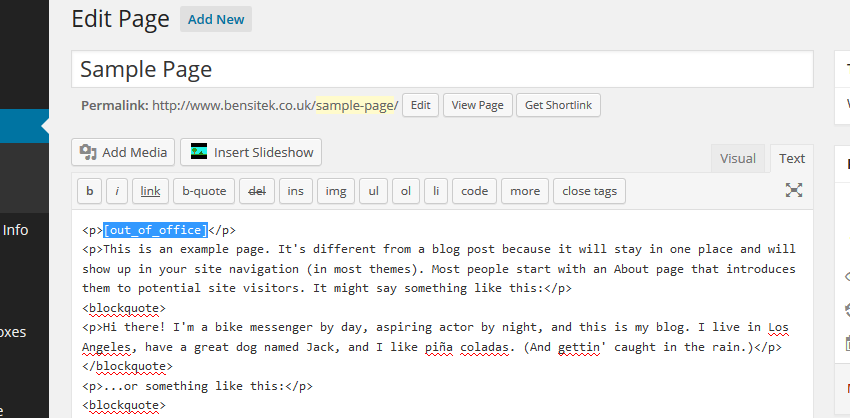 Edit Page Add New
Sample Page
Permalink: http://www.bensitek.co.uk/sample-page/ Edit View Page Get Shortlink
Add Media Insert Slideshow Visual Text
b i link b-quote del ins img ul ol li code more close tags
Info
<p>[out_of_office]</p>
<p>This is an example page. It's different from a blog post because it will stay in one place and will
show up in your site navigation (in most themes). Most people start with an About page that introduces
them to potential site visitors. It might say something like this:</p>
<blockquote>
<p>Hi there! I'm a bike messenger by day, aspiring actor by night, and this is my blog. I live in Los
Angeles, have a great dog named Jack, and I like piña coladas. (And gettin' caught in the rain.)</p>
</blockquote>
<p>...or something like this:</p>
<blockquote>